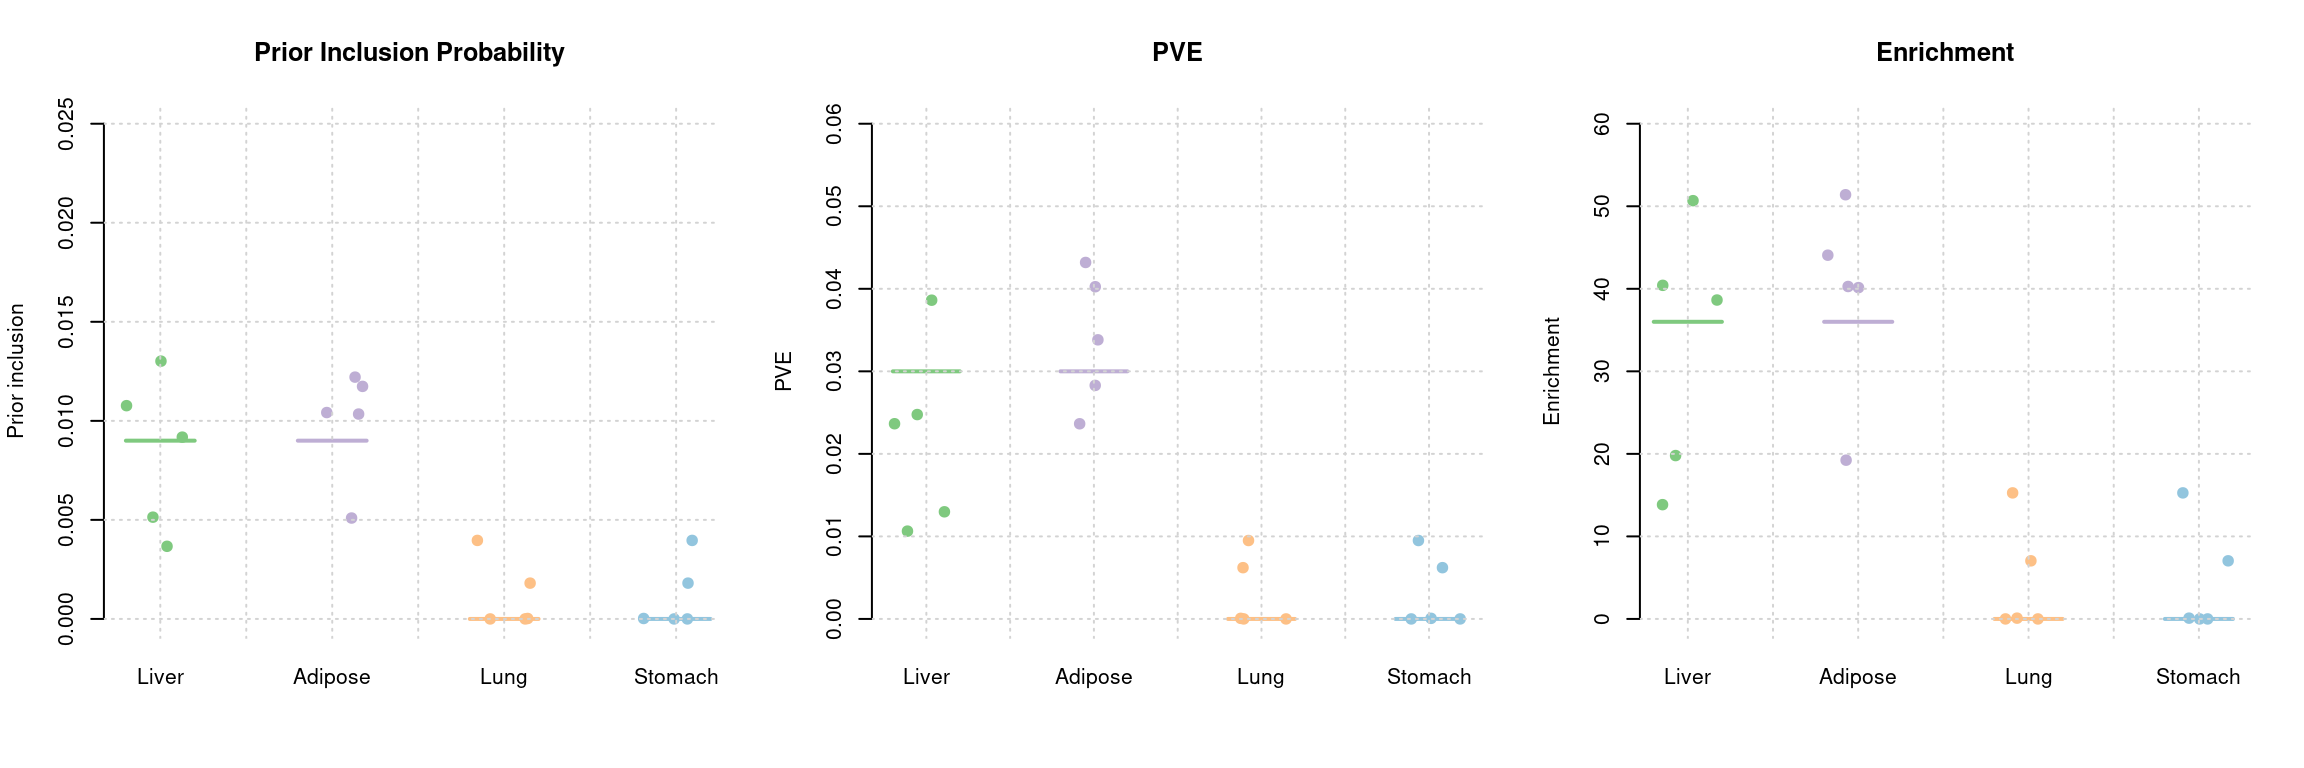 Prior Inclusion Probability
Prior inclusion
0.025
0.020
0.015
0.010
0.005
0.000
Liver Adipose Lung Stomach
PVE
PVE
0.06
0.05
0.04
0.03
0.02
0.01
0.00
Liver Adipose Lung Stomach
Enrichment
Enrichment
60
50
40
30
20
10
0
Liver Adipose Lung Stomach